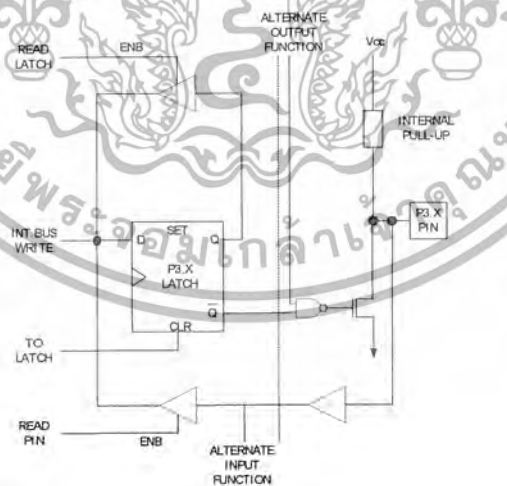 ALTERNATE
OUTPUT
FUNCTION
READ
LATCH
ENB
Vcc
INTERNAL
PULL-UP
P3.X
PIN
INT BUS
WRITE
D
SET
Q
P3.X
LATCH
Q
CLR
TO
LATCH
READ
PIN
ENB
ALTERNATE
INPUT
FUNCTION